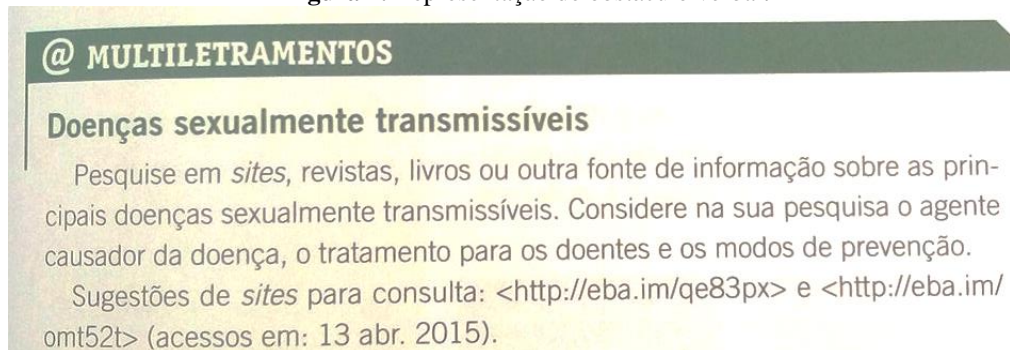 @ MULTILETRAMENTOS
Doenças sexualmente transmissíveis
Pesquise em sites, revistas, livros ou outra fonte de informação sobre as prin-
cipais doenças sexualmente transmissíveis. Considere na sua pesquisa o agente
causador da doença, o tratamento para os doentes e os modos de prevenção.
Sugestões de sites para consulta: <http://eba.im/qe83px> e <http://eba.im/
omt52t> (acessos em: 13 abr. 2015).